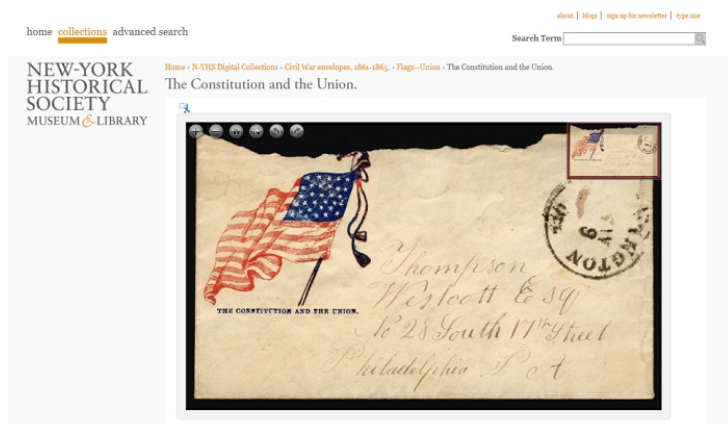 about | blogs | sign up for newsletter | type size
home collections advanced search
Search Term
NEW-YORK
HISTORICAL
SOCIETY
MUSEUM & LIBRARY
Home › N-YHS Digital Collections › Civil War envelopes, 1861-1865. › Flags--Union › The Constitution and the Union.
The Constitution and the Union.
THE CONSTITUTION AND THE UNION.
Thompson
Westcott Esq
No 28 South 17th Street
Philadelphia Pa